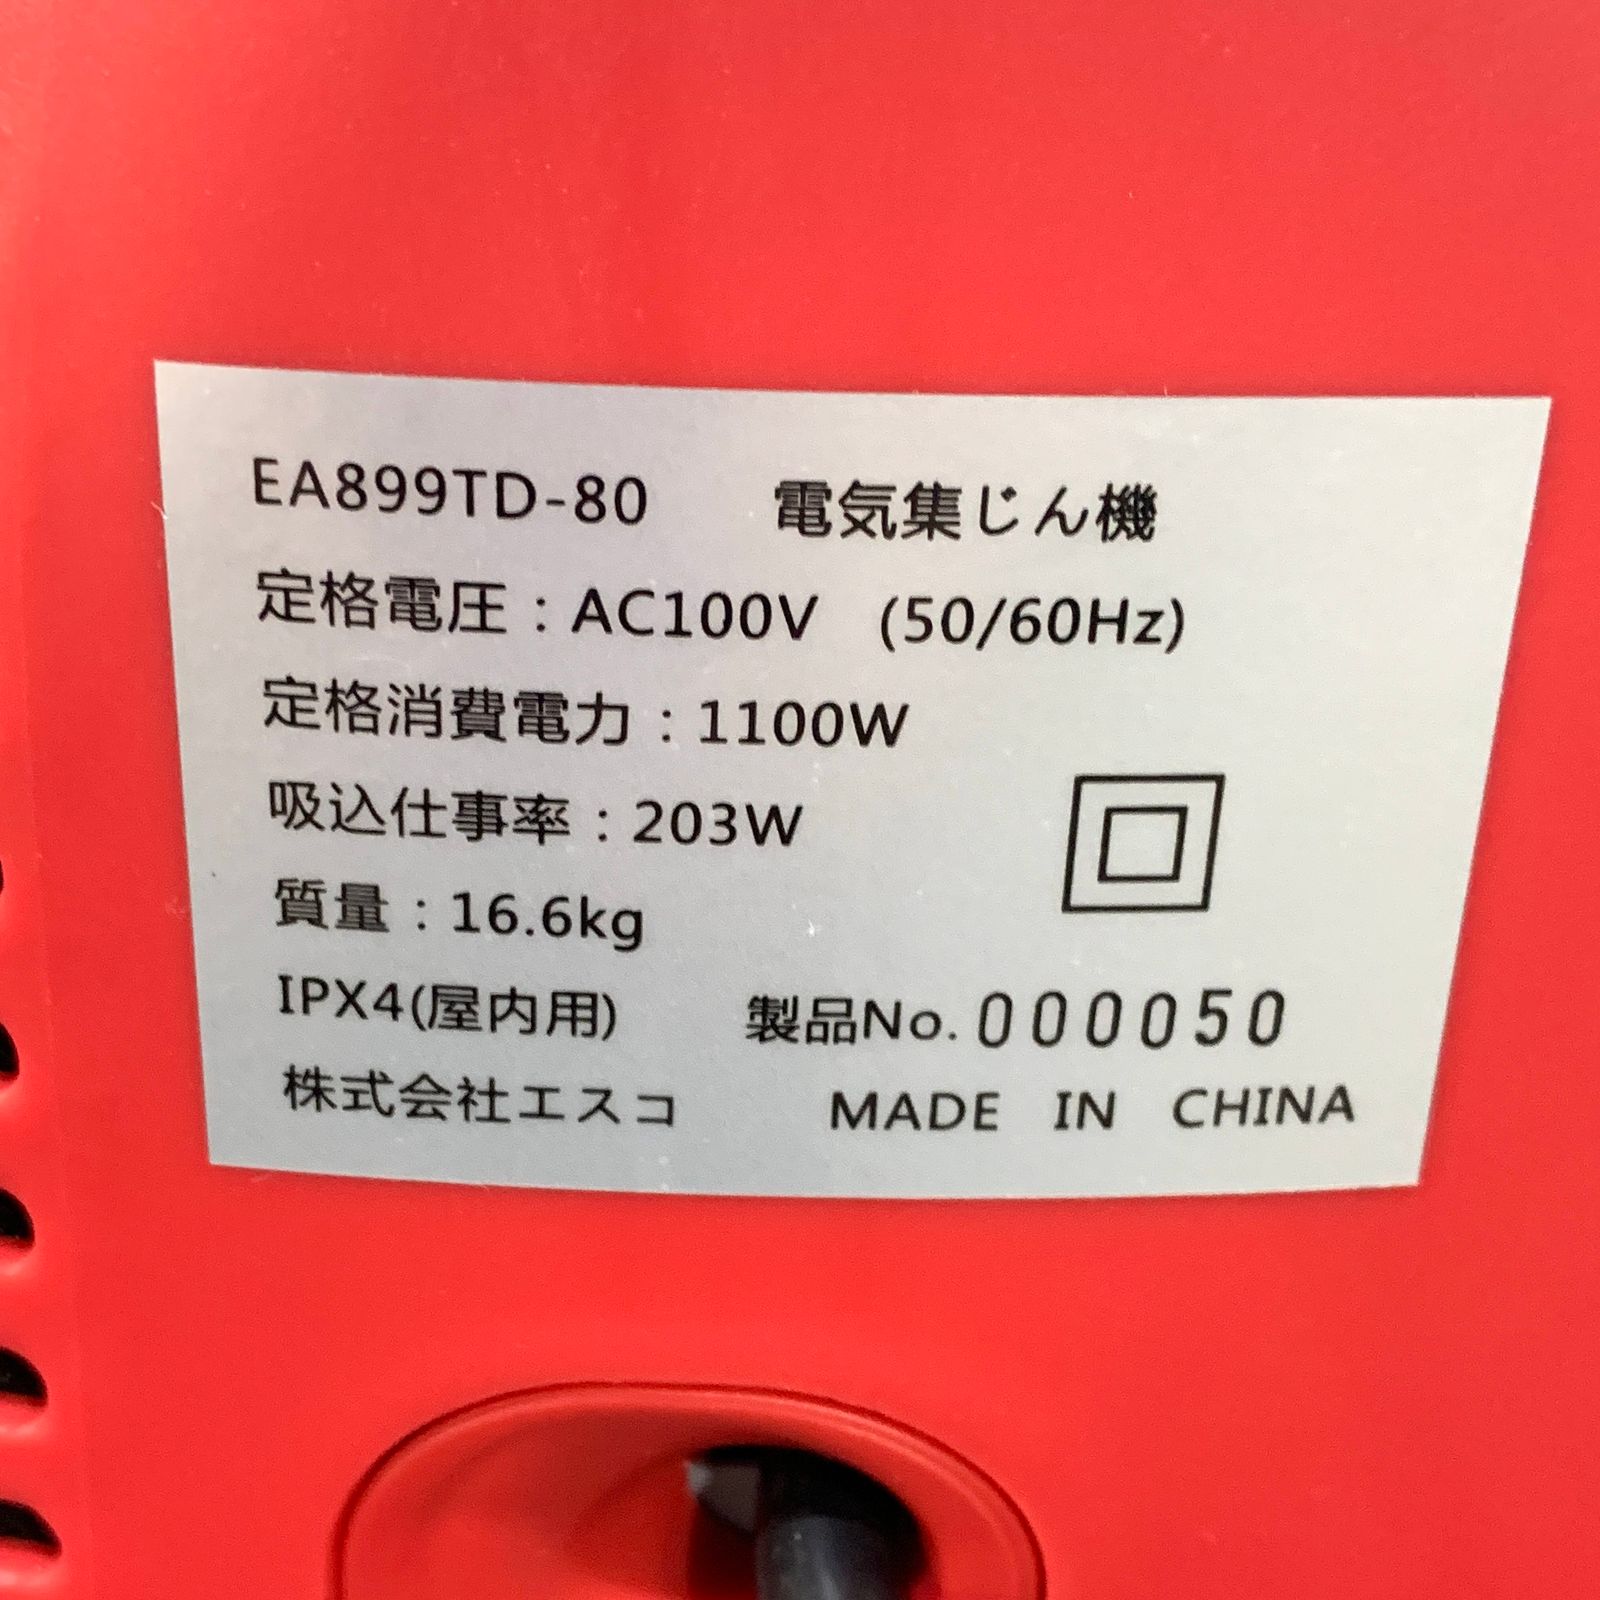 EA899TD-80 電気集じん機
定格電圧：AC100V (50/60Hz)
定格消費電力：1100W
吸込仕事率：203W
質量：16.6kg
IPX4(屋内用) 製品No.000050
株式会社エスコ MADE IN CHINA